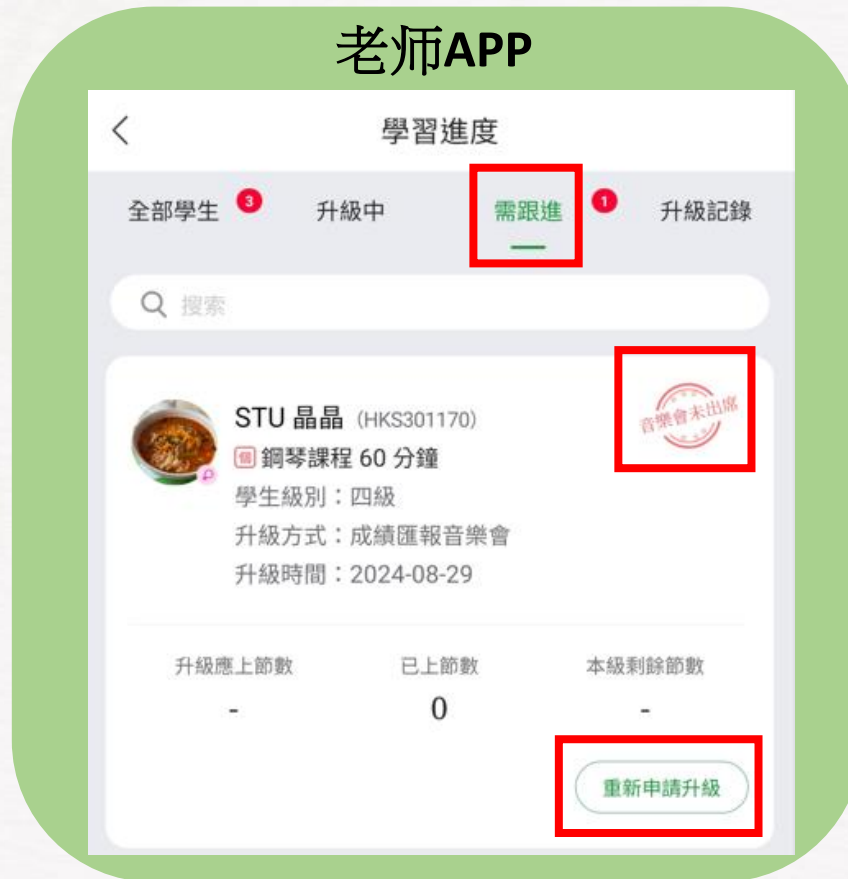 老师APP
學習進度
全部學生 3 升級中 需跟進 1 升級記錄
搜索
STU 晶晶 (HKS301170)
音樂會未出席
個 鋼琴課程 60 分鐘
學生級別：四級
升級方式：成績匯報音樂會
升級時間：2024-08-29
升級應上節數 已上節數 本級剩餘節數
- 0 -
重新申請升級